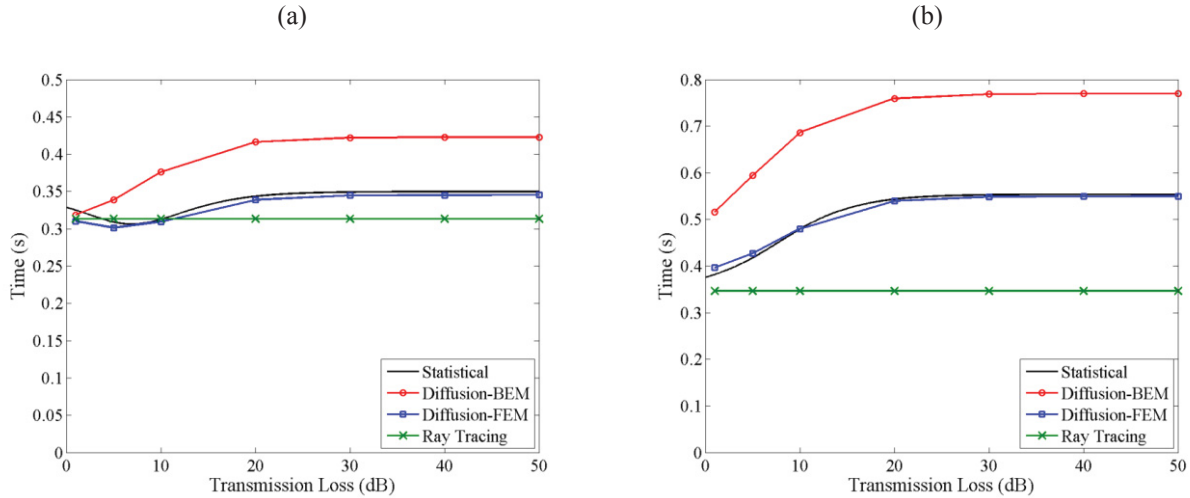 (a)
0.5
0.45
0.4
0.35
0.3
0.25
0.2
0.15
0.1
0.05
0
Time (s)
0 10 20 30 40 50
Transmission Loss (dB)
Statistical
Diffusion-BEM
Diffusion-FEM
Ray Tracing
(b)
0.8
0.7
0.6
0.5
0.4
0.3
0.2
0.1
0
Time (s)
0 10 20 30 40 50
Transmission Loss (dB)
Statistical
Diffusion-BEM
Diffusion-FEM
Ray Tracing